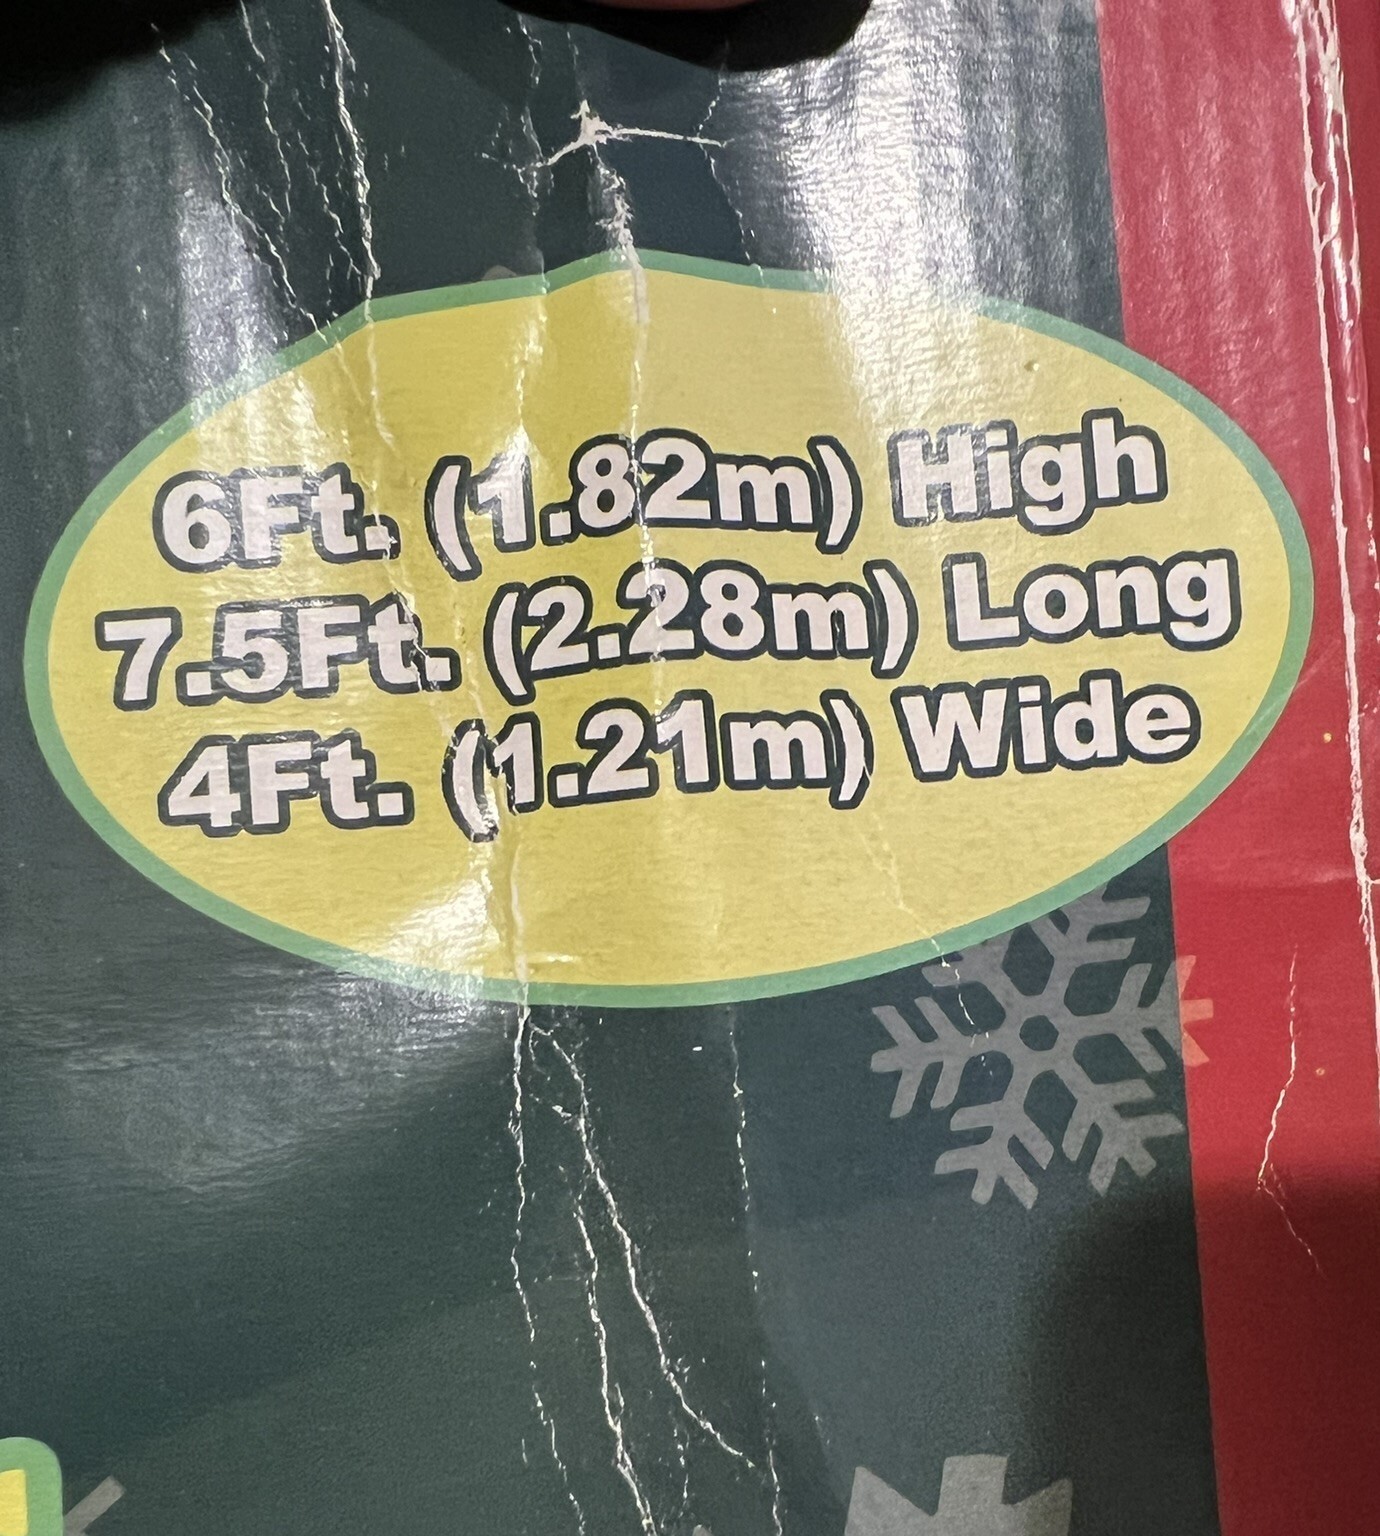 6Ft. (1.82m) High
7.5Ft. (2.28m) Long
4Ft. (1.21m) Wide